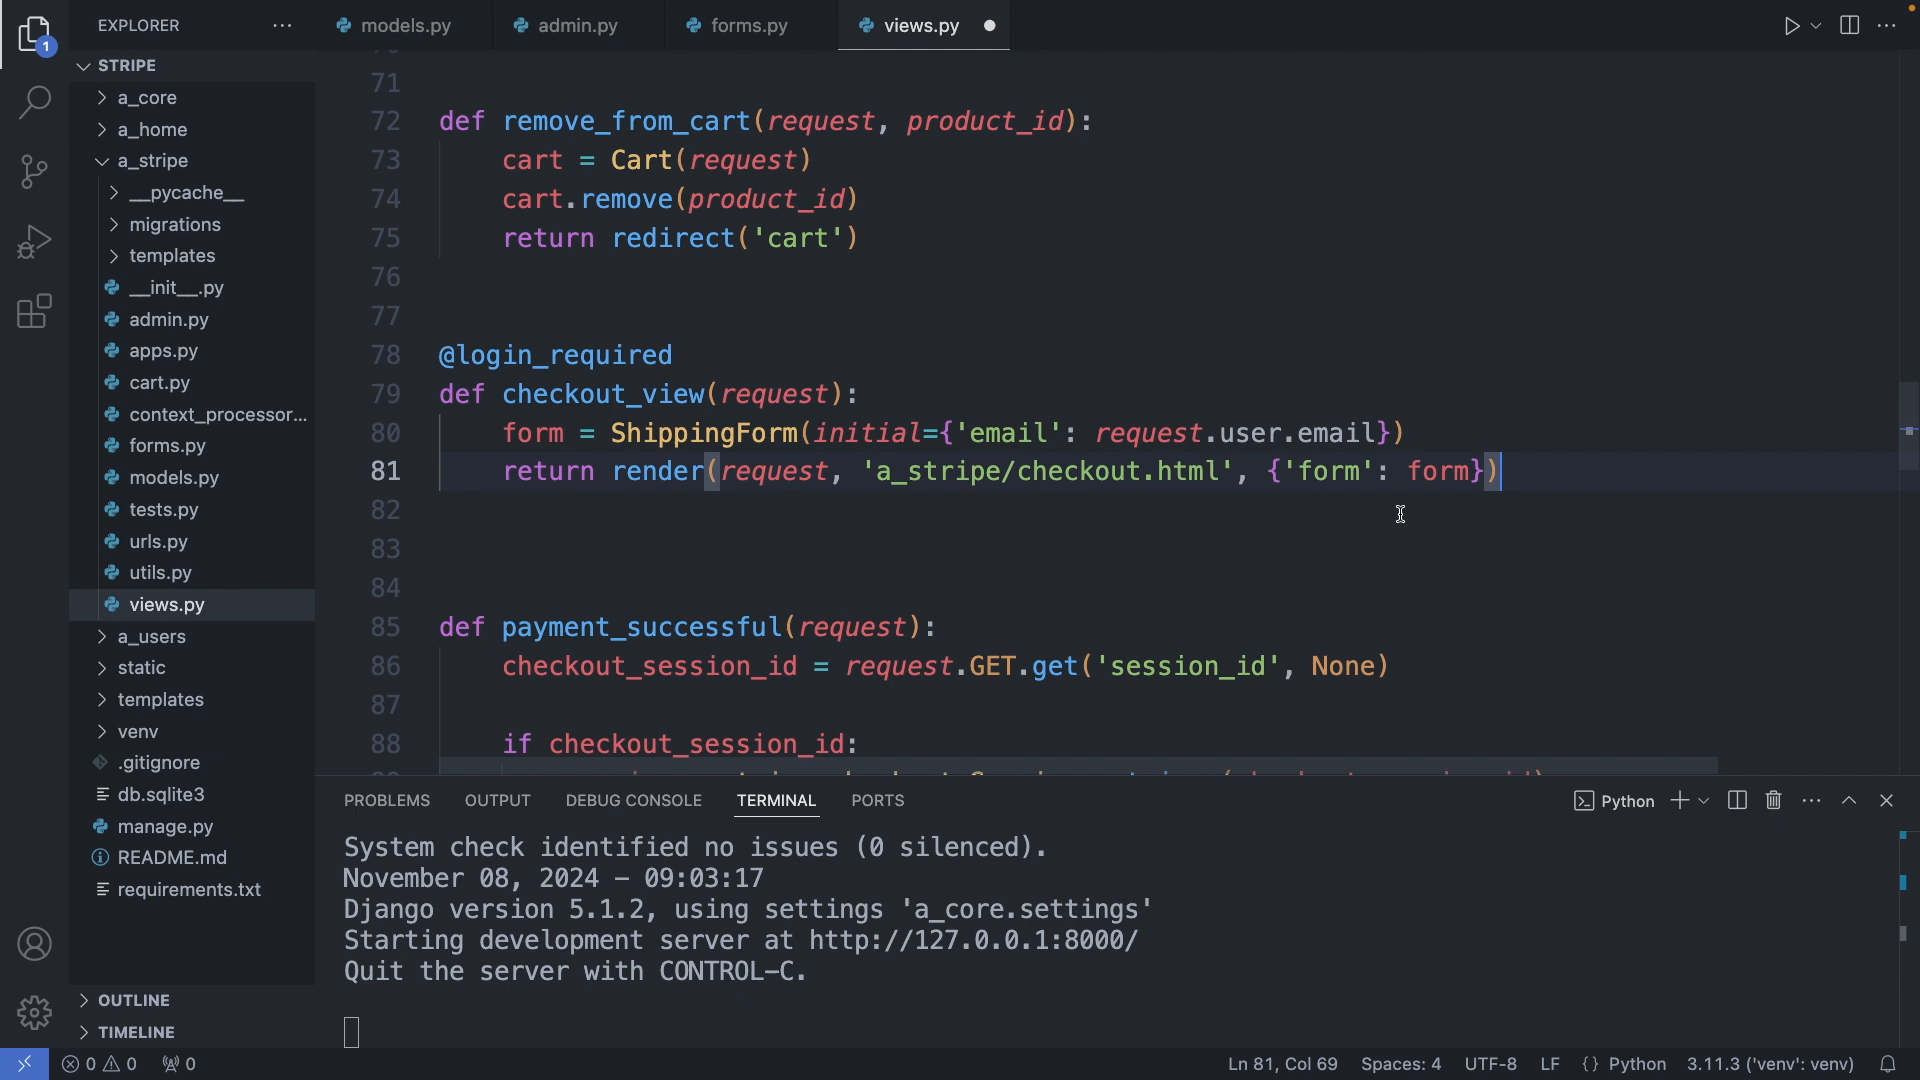 EXPLORER
models.py
admin.py
forms.py
views.py
1
STRIPE
a_core
a_home
a_stripe
__pycache__
migrations
templates
__init__.py
admin.py
apps.py
cart.py
context_processor...
forms.py
models.py
tests.py
urls.py
utils.py
views.py
a_users
static
templates
venv
.gitignore
db.sqlite3
manage.py
README.md
requirements.txt
OUTLINE
TIMELINE
71
72 def remove_from_cart(request, product_id):
73 cart = Cart(request)
74 cart.remove(product_id)
75 return redirect('cart')
76
77
78 @login_required
79 def checkout_view(request):
80 form = ShippingForm(initial={'email': request.user.email})
81 return render(request, 'a_stripe/checkout.html', {'form': form})
82
83
84
85 def payment_successful(request):
86 checkout_session_id = request.GET.get('session_id', None)
87
88 if checkout_session_id:
PROBLEMS OUTPUT DEBUG CONSOLE TERMINAL PORTS
Python
System check identified no issues (0 silenced).
November 08, 2024 - 09:03:17
Django version 5.1.2, using settings 'a_core.settings'
Starting development server at http://127.0.0.1:8000/
Quit the server with CONTROL-C.
0 0 0
Ln 81, Col 69 Spaces: 4 UTF-8 LF {} Python 3.11.3 ('venv': venv)